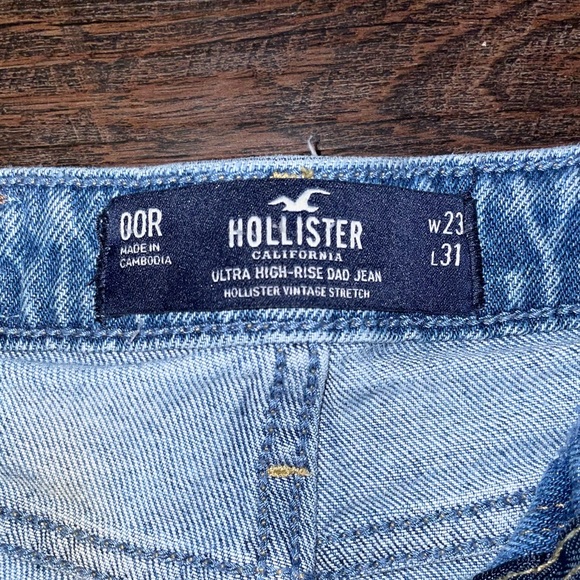 00R
MADE IN
CAMBODIA
HOLLISTER
CALIFORNIA
ULTRA HIGH-RISE DAD JEAN
HOLLISTER VINTAGE STRETCH
W23
L31